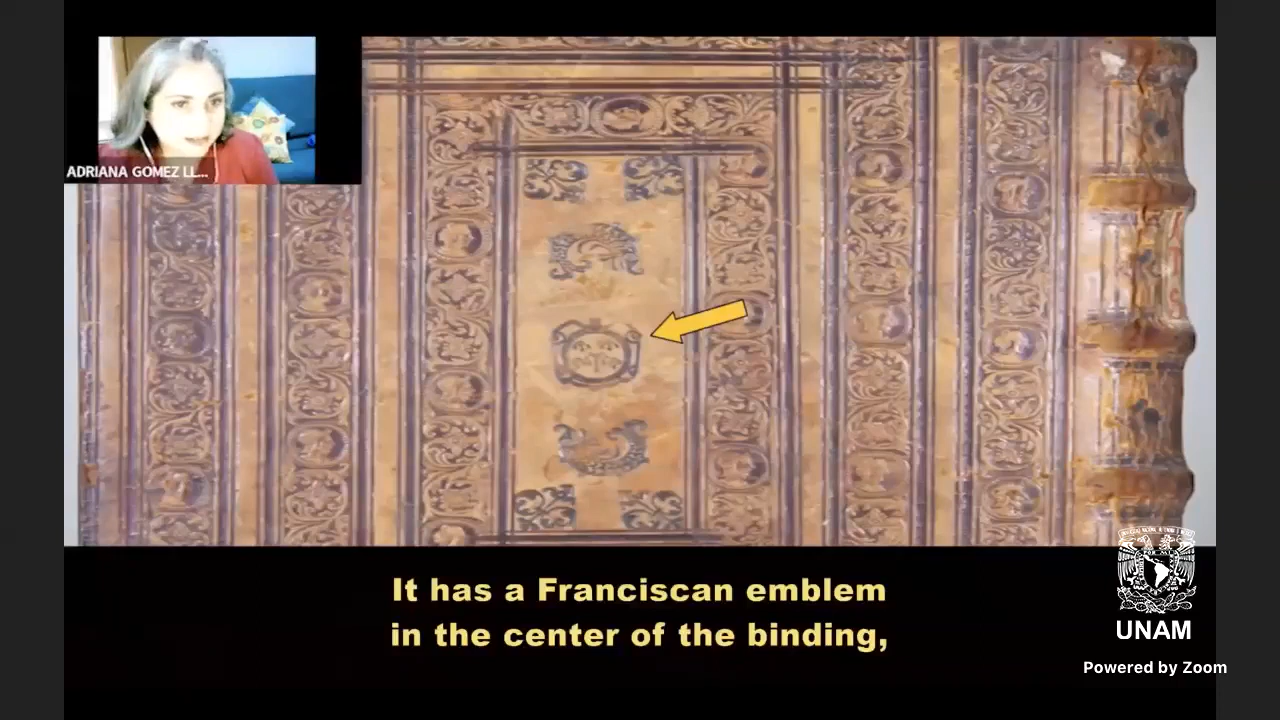 ADRIANA GOMEZ LL...
It has a Franciscan emblem
in the center of the binding,
UNAM
Powered by Zoom